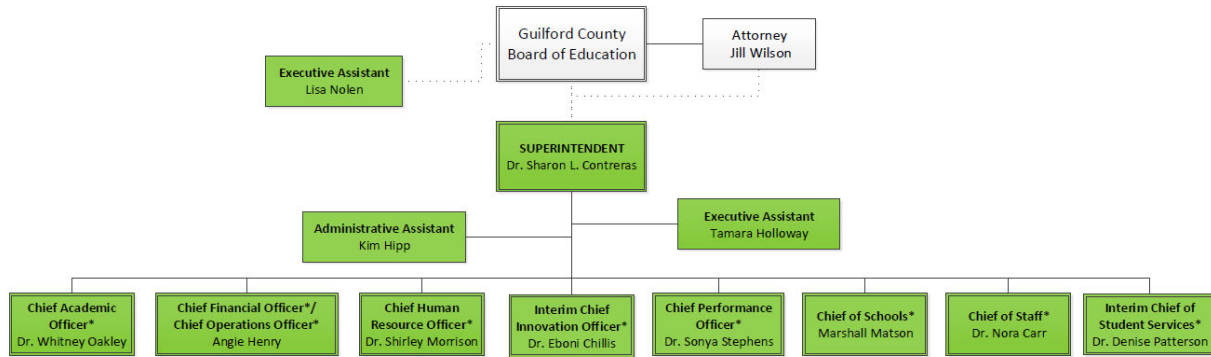 Guilford County
Board of Education
Attorney
Jill Wilson
Executive Assistant
Lisa Nolen
SUPERINTENDENT
Dr. Sharon L. Contreras
Administrative Assistant
Kim Hipp
Executive Assistant
Tamara Holloway
Chief Academic
Officer*
Dr. Whitney Oakley
Chief Financial Officer*/
Chief Operations Officer*
Angie Henry
Chief Human
Resource Officer*
Dr. Shirley Morrison
Interim Chief
Innovation Officer*
Dr. Eboni Chillis
Chief Performance
Officer*
Dr. Sonya Stephens
Chief of Schools*
Marshall Matson
Chief of Staff*
Dr. Nora Carr
Interim Chief of
Student Services*
Dr. Denise Patterson